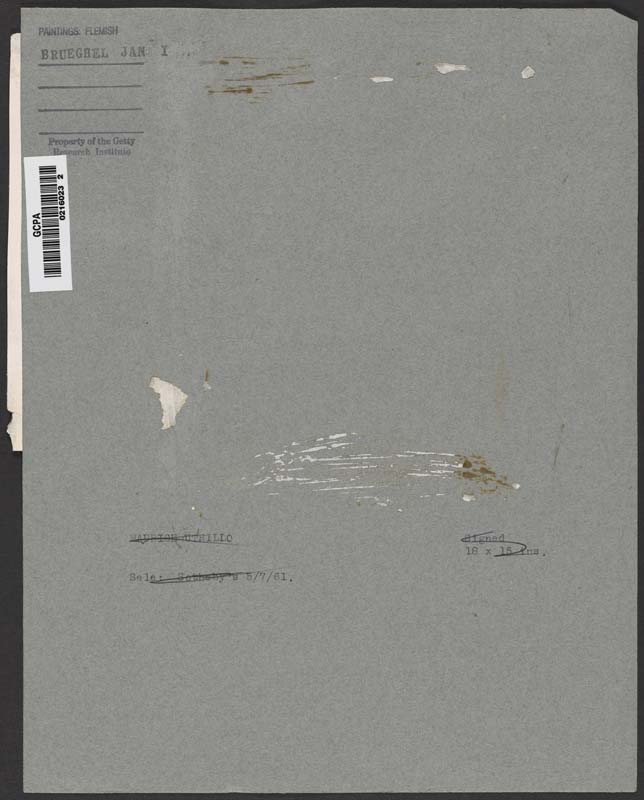 PAINTINGS: FLEMISH
BRUEGHEL JAN I
Property of the Getty
Research Institute
GCPA
0216023 2
MAURICE UTRILLO
Signed
18 x 15 ins.
Sale: Sotheby's 5/7/61.